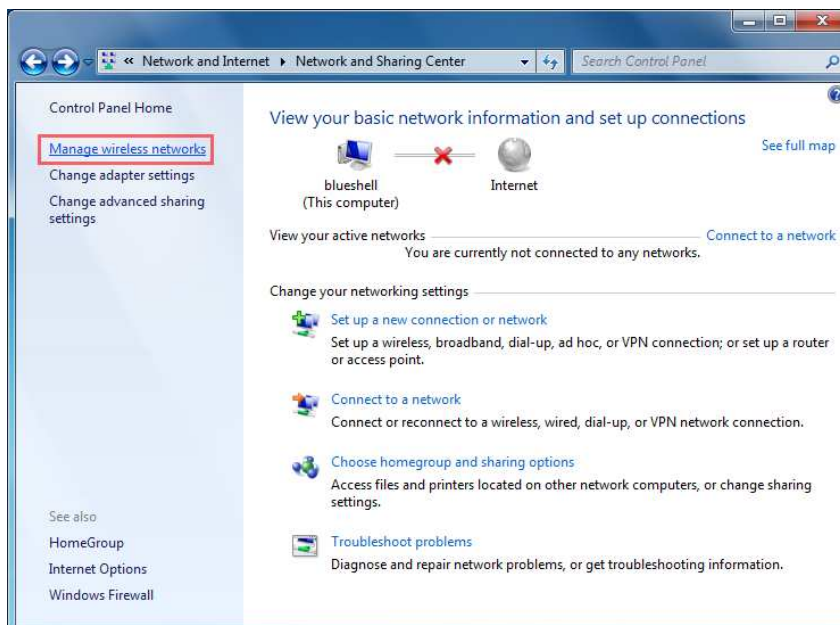 « Network and Internet ▸ Network and Sharing Center
Search Control Panel
Control Panel Home
Manage wireless networks
Change adapter settings
Change advanced sharing
settings
See also
HomeGroup
Internet Options
Windows Firewall
View your basic network information and set up connections
See full map
blueshell
(This computer)
Internet
View your active networks
Connect to a network
You are currently not connected to any networks.
Change your networking settings
Set up a new connection or network
Set up a wireless, broadband, dial-up, ad hoc, or VPN connection; or set up a router
or access point.
Connect to a network
Connect or reconnect to a wireless, wired, dial-up, or VPN network connection.
Choose homegroup and sharing options
Access files and printers located on other network computers, or change sharing
settings.
Troubleshoot problems
Diagnose and repair network problems, or get troubleshooting information.